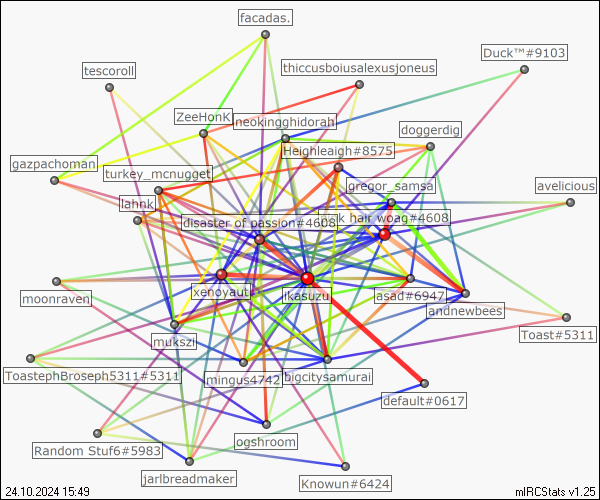 facadas.
Duck™#9103
tescoroll
thiccusboiusalexusjoneus
ZeeHonK
neokingghidorah
doggerdig
Heighleaigh#8575
gazpachoman
turkey_mcnugget
gregor_samsa
avelicious
lahnk
disaster of passion#4608
hair woag#4608
xenoyaut
ikasuzu
asad#6947
moonraven
andnewbees
mukszi
Toast#5311
ToastephBroseph5311#5311
mingus4742
bigcitysamurai
default#0617
ogshroom
Random Stuf6#5983
jarlbreadmaker
Knowun#6424
24.10.2024 15:49
mIRCStats v1.25